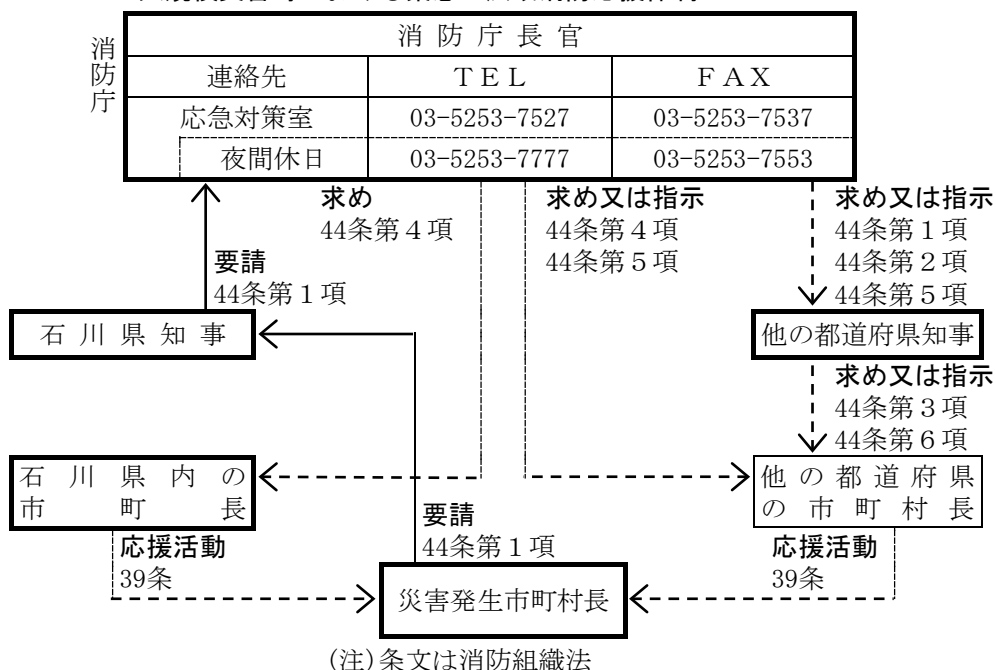 消防庁
消防庁長官
連絡先 TEL FAX
応急対策室 03-5253-7527 03-5253-7537
夜間休日 03-5253-7777 03-5253-7553
求め
44条第4項
求め又は指示
44条第4項
44条第5項
求め又は指示
44条第1項
44条第2項
44条第5項
要請
44条第1項
石川県知事
他の都道府県知事
求め又は指示
44条第3項
44条第6項
石川県内の
市町長
他の都道府県
の市町村長
要請
44条第1項
応援活動
39条
応援活動
39条
災害発生市町村長
(注)条文は消防組織法